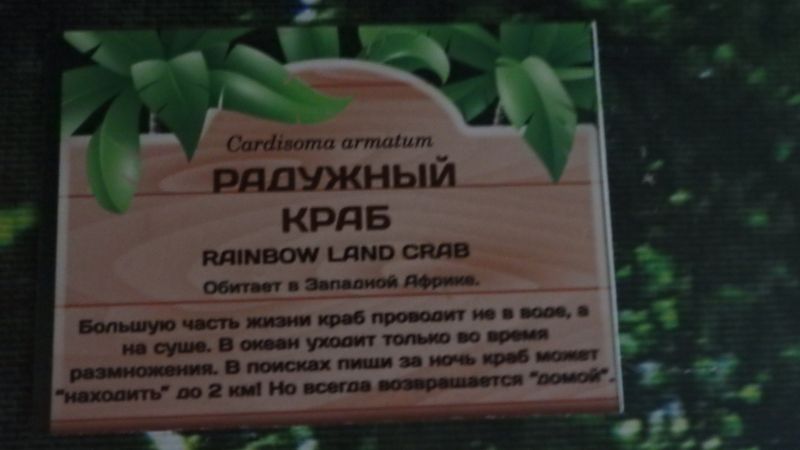 Cardisoma armatum
РАДУЖНЫЙ
КРАБ
RAINBOW LAND CRAB
Обитает в Западной Африке.
Большую часть жизни краб проводит не в воде, а
на суше. В океан уходит только во время
размножения. В поисках пищи за ночь краб может
"находить" до 2 км! Но всегда возвращается "домой".